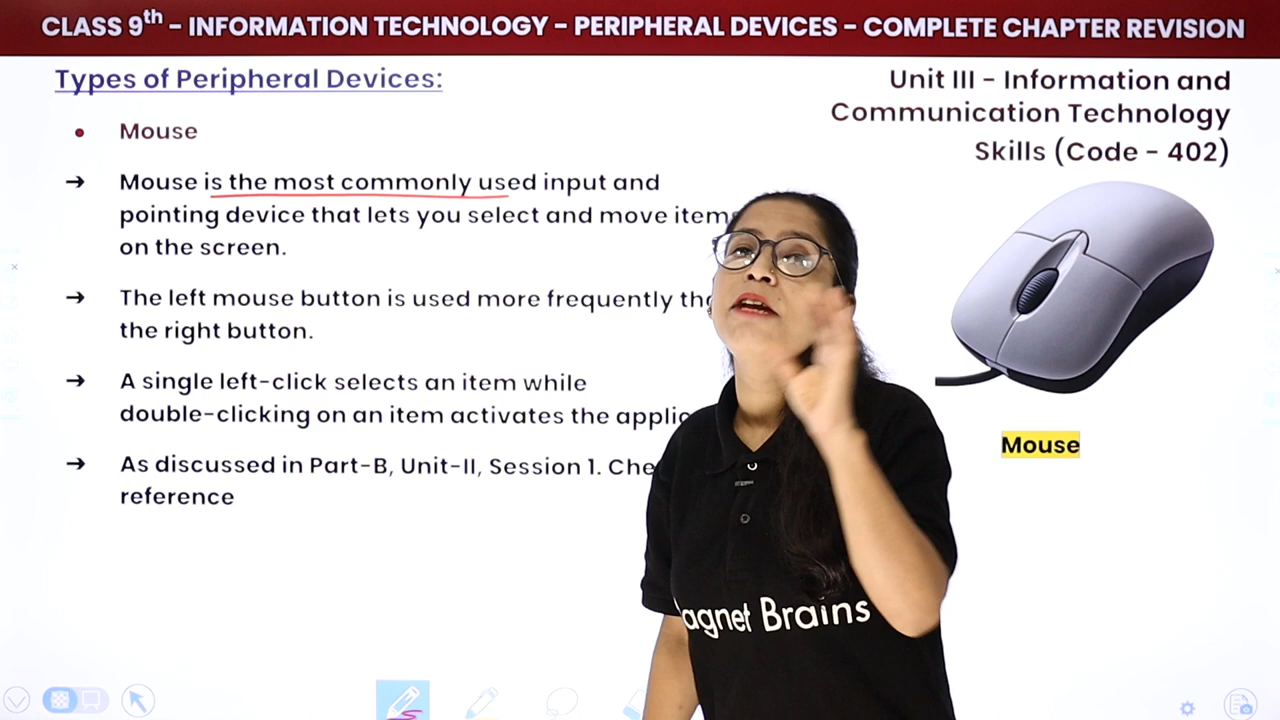 CLASS 9th – INFORMATION TECHNOLOGY – PERIPHERAL DEVICES – COMPLETE CHAPTER REVISION
Types of Peripheral Devices:
Unit III – Information and
Communication Technology
Skills (Code – 402)
• Mouse
→ Mouse is the most commonly used input and
pointing device that lets you select and move items
on the screen.
→ The left mouse button is used more frequently
the right button.
→ A single left-click selects an item while
double-clicking on an item activates the
→ As discussed in Part-B, Unit-II, Session 1.
reference
Mouse
Brains